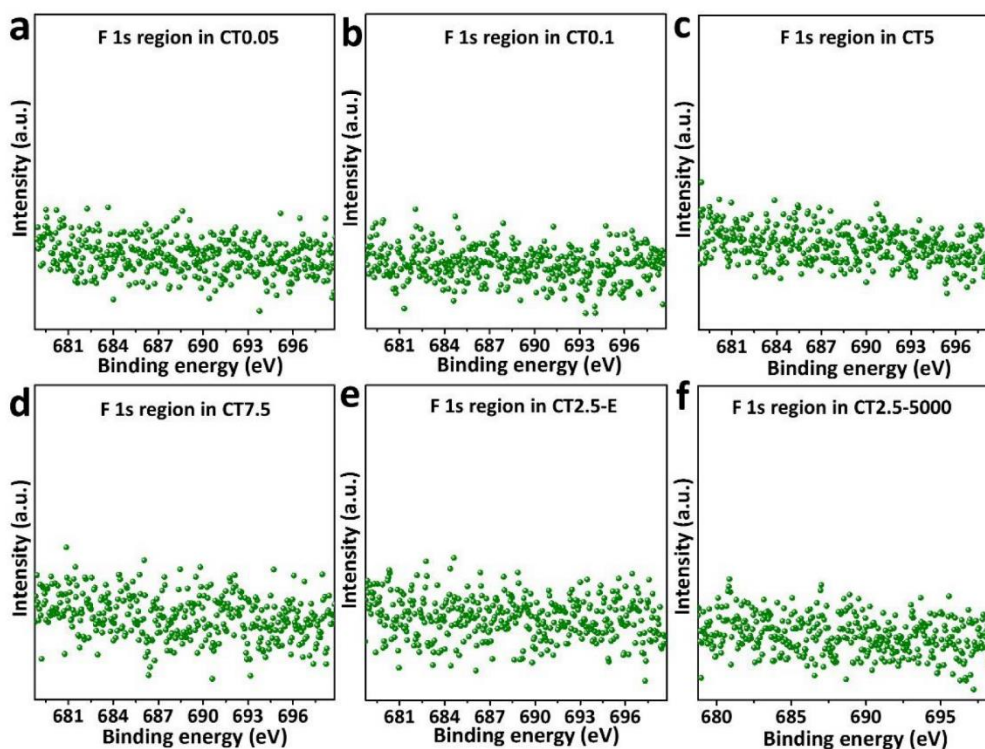 a
F 1s region in CT0.05
Intensity (a.u.)
681 684 687 690 693 696
Binding energy (eV)
b
F 1s region in CT0.1
Intensity (a.u.)
681 684 687 690 693 696
Binding energy (eV)
c
F 1s region in CT5
Intensity (a.u.)
681 684 687 690 693 696
Binding energy (eV)
d
F 1s region in CT7.5
Intensity (a.u.)
681 684 687 690 693 696
Binding energy (eV)
e
F 1s region in CT2.5-E
Intensity (a.u.)
681 684 687 690 693 696
Binding energy (eV)
f
F 1s region in CT2.5-5000
Intensity (a.u.)
680 685 690 695
Binding energy (eV)